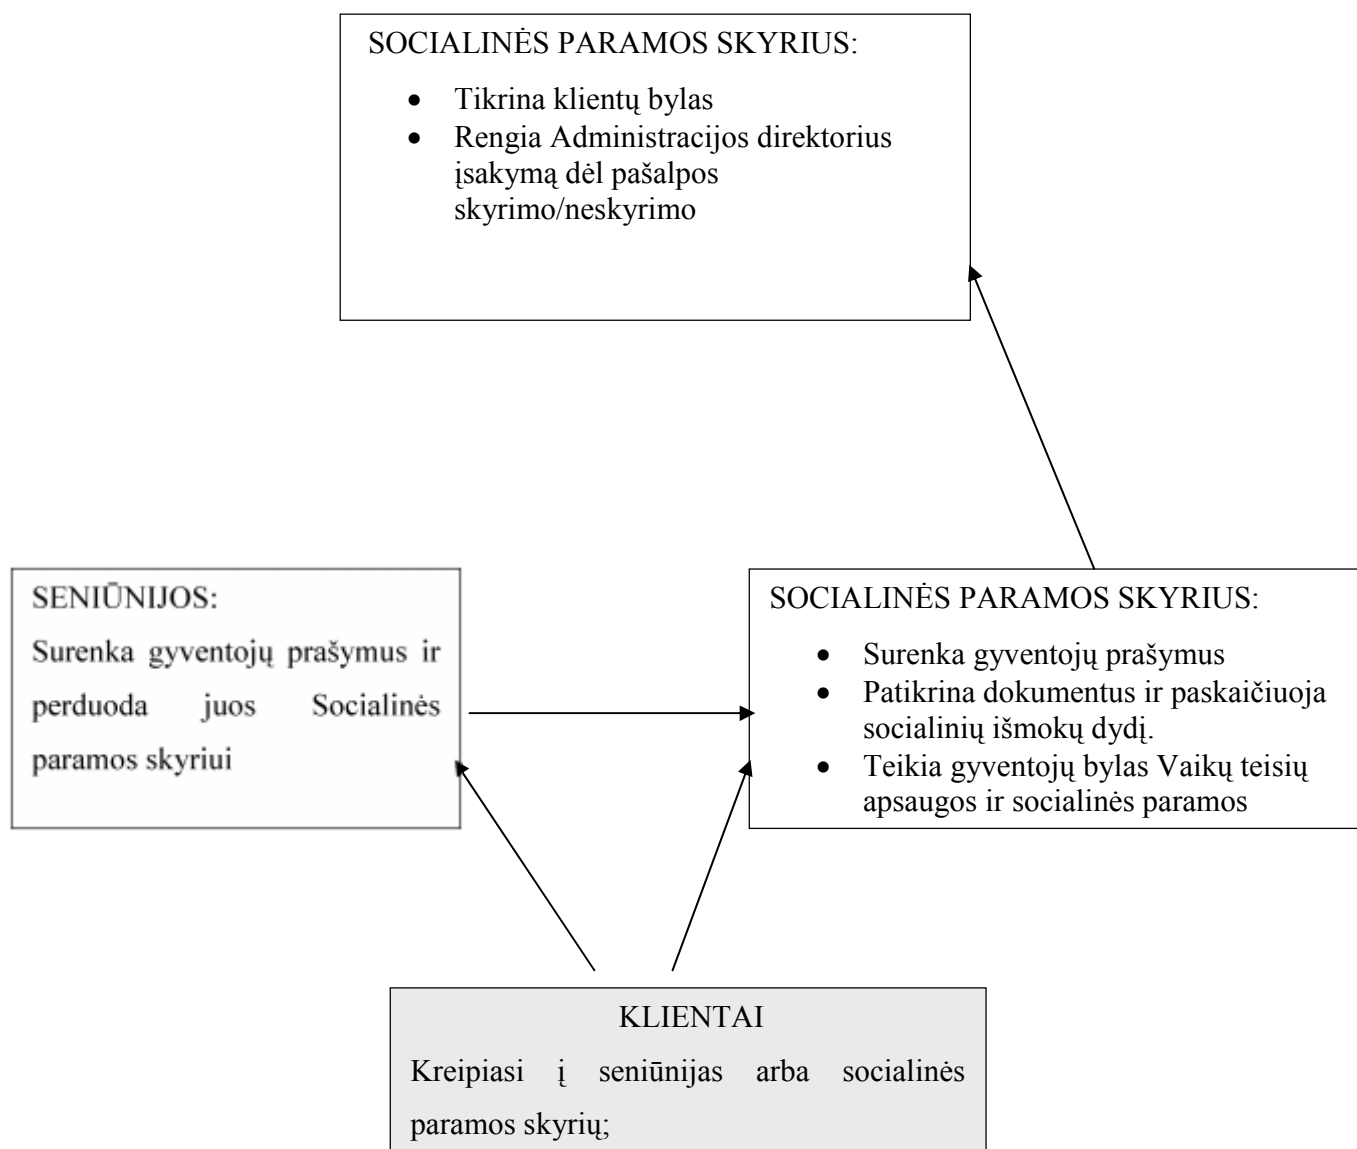 SOCIALINĖS PARAMOS SKYRIUS:
• Tikrina klientų bylas
• Rengia Administracijos direktorius
įsakymą dėl pašalpos
skyrimo/neskyrimo
SENIŪNIJOS:
Surenka gyventojų prašymus ir
perduoda juos Socialinės
paramos skyriui
SOCIALINĖS PARAMOS SKYRIUS:
• Surenka gyventojų prašymus
• Patikrina dokumentus ir paskaičiuoja
socialinių išmokų dydį.
• Teikia gyventojų bylas Vaikų teisių
apsaugos ir socialinės paramos
KLIENTAI
Kreipiasi į seniūnijas arba socialinės
paramos skyrių;